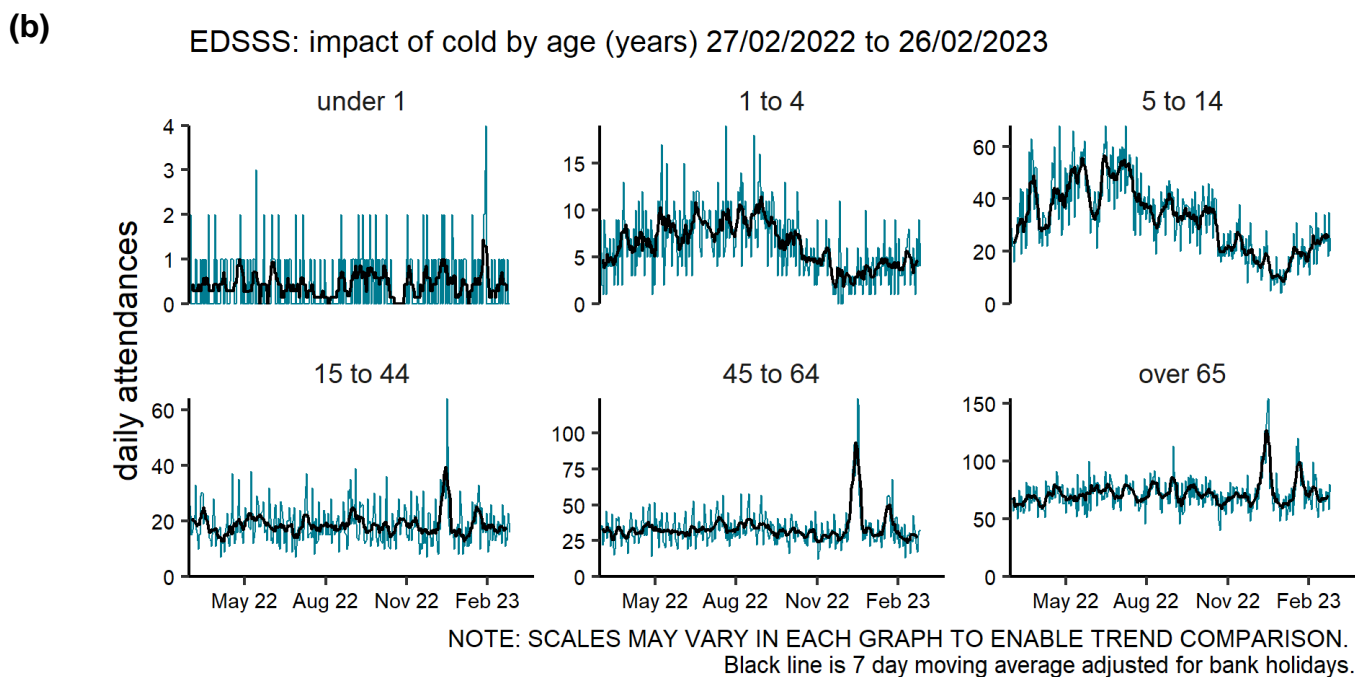 (b)
EDSSS: impact of cold by age (years) 27/02/2022 to 26/02/2023
daily attendances
under 1
4
3
2
1
0
1 to 4
15
10
5
0
5 to 14
60
40
20
0
15 to 44
60
40
20
0
May 22 Aug 22 Nov 22 Feb 23
45 to 64
100
75
50
25
0
May 22 Aug 22 Nov 22 Feb 23
over 65
150
100
50
0
May 22 Aug 22 Nov 22 Feb 23
NOTE: SCALES MAY VARY IN EACH GRAPH TO ENABLE TREND COMPARISON.
Black line is 7 day moving average adjusted for bank holidays.